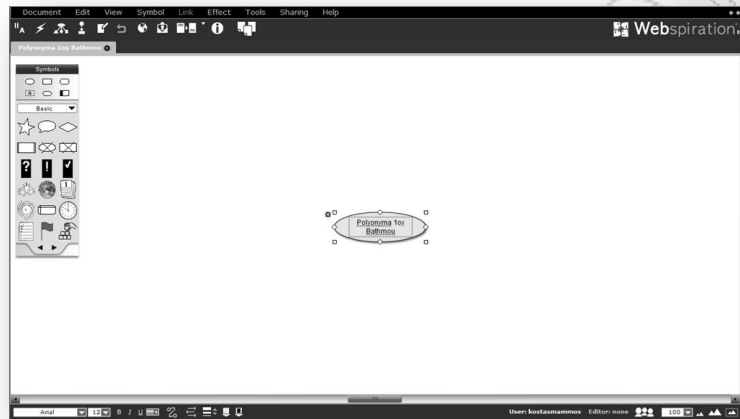 Document Edit View Symbol Link Effect Tools Sharing Help
Webspiration
Polyonyma 1oy Bathmou
Symbols
Basic
Polyonyma 1oy
Bathmou
Arial 12 B I U User: kostasmammos Editor: none 100